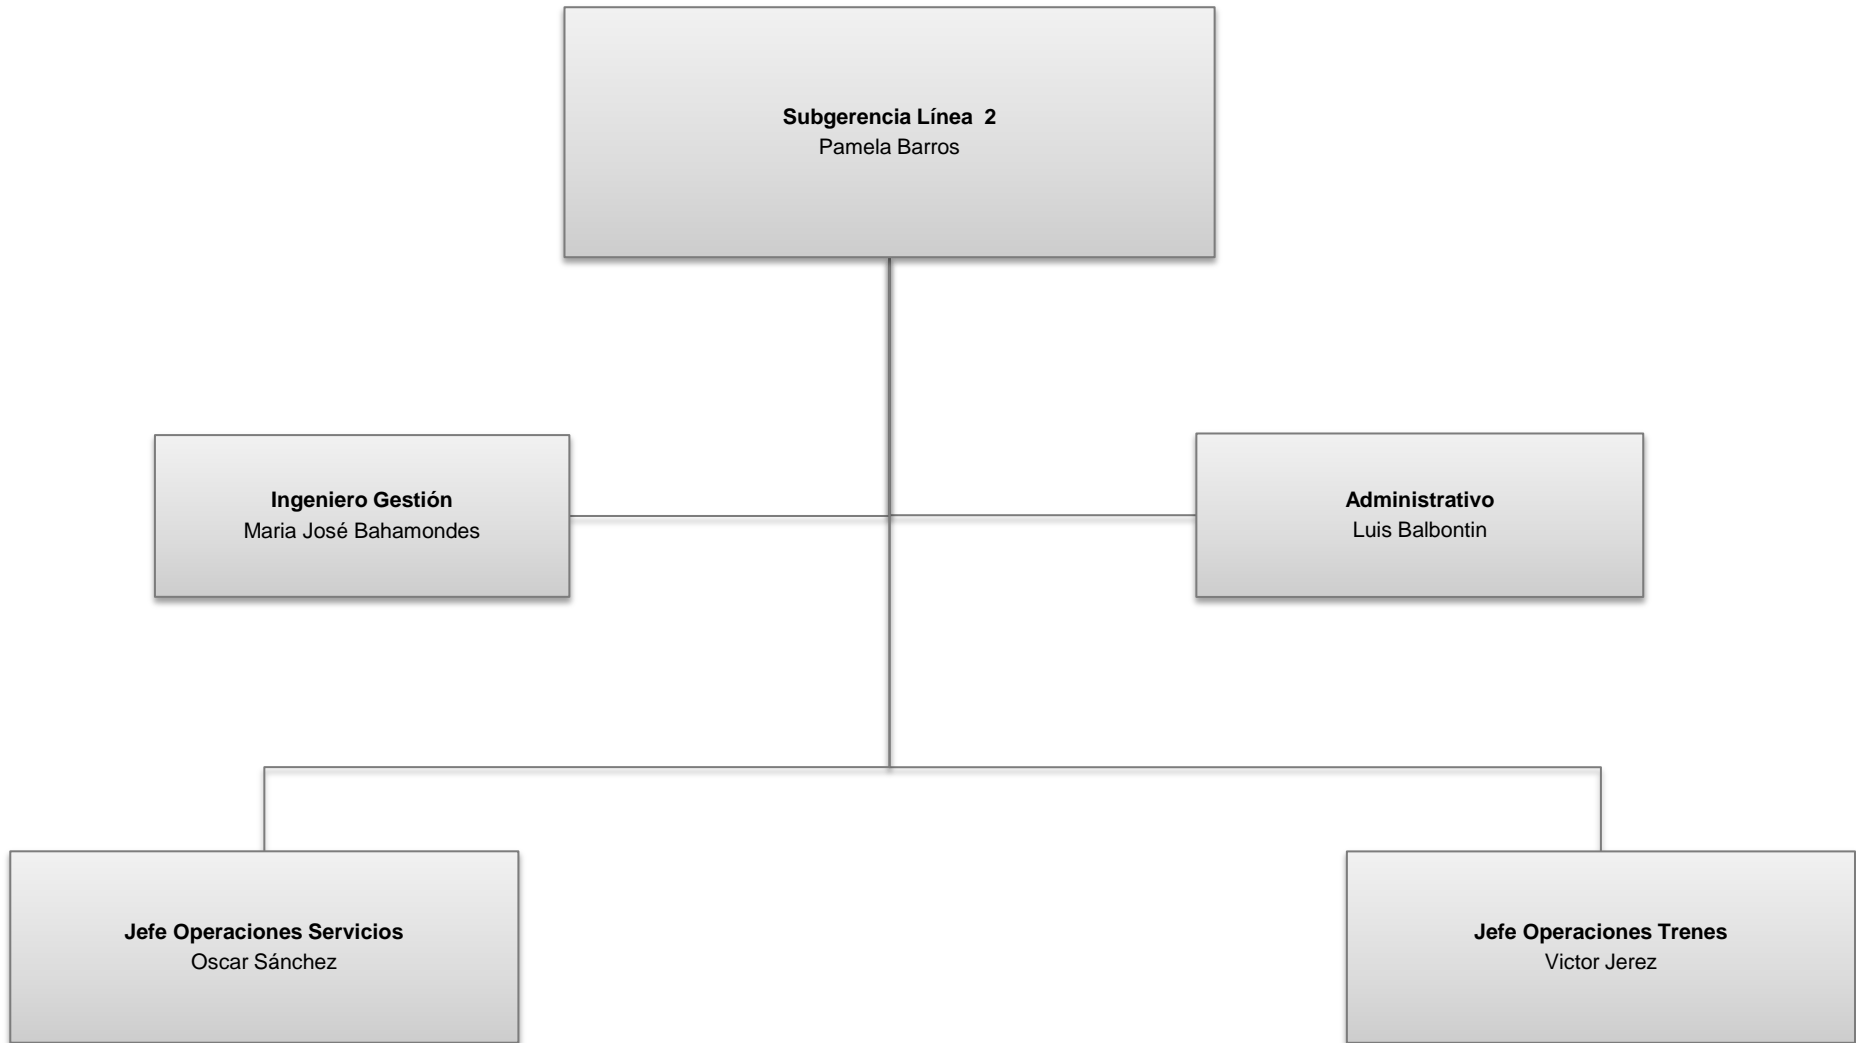 Subgerencia Línea 2
Pamela Barros
Ingeniero Gestión
Maria José Bahamondes
Administrativo
Luis Balbontin
Jefe Operaciones Servicios
Oscar Sánchez
Jefe Operaciones Trenes
Victor Jerez